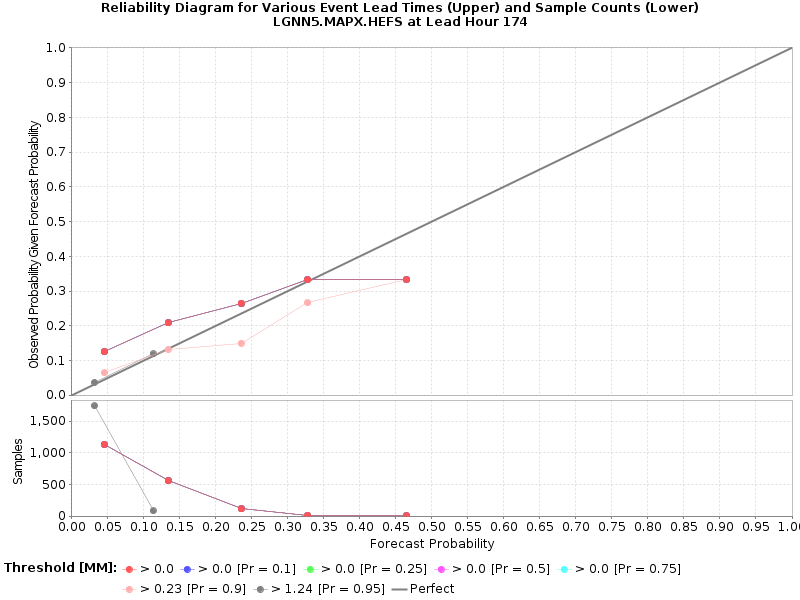 Reliability Diagram for Various Event Lead Times (Upper) and Sample Counts (Lower)
LGNN5.MAPX.HEFS at Lead Hour 174
Observed Probability Given Forecast Probability
1.0
0.9
0.8
0.7
0.6
0.5
0.4
0.3
0.2
0.1
0.0
Samples
1,500
1,000
500
0
0.00 0.05 0.10 0.15 0.20 0.25 0.30 0.35 0.40 0.45 0.50 0.55 0.60 0.65 0.70 0.75 0.80 0.85 0.90 0.95 1.0
Forecast Probability
Threshold [MM]: > 0.0 > 0.0 [Pr = 0.1] > 0.0 [Pr = 0.25] > 0.0 [Pr = 0.5] > 0.0 [Pr = 0.75]
> 0.23 [Pr = 0.9] > 1.24 [Pr = 0.95] Perfect